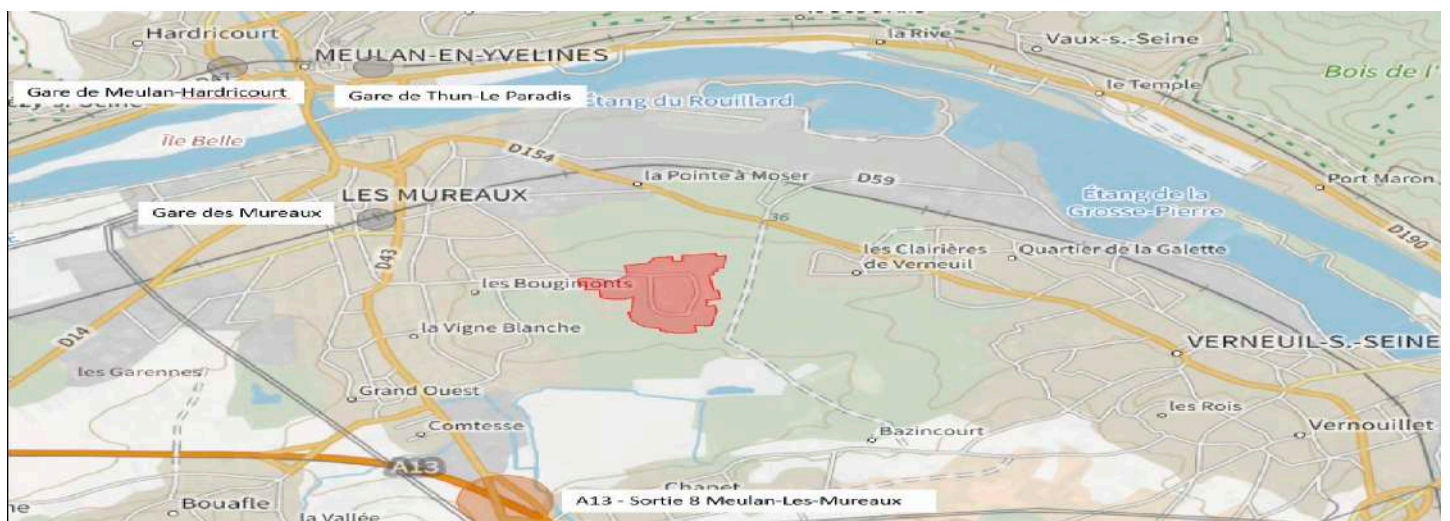 Hardricourt
MEULAN-EN-YVELINES
la Rive
Vaux-s.-Seine
Bois de l'
Gare de Meulan-Hardricourt
Gare de Thun-Le Paradis
le Temple
Étang du Rouillard
Île Belle
D154
la Pointe à Moser
D59
Port Maron
LES MUREAUX
Étang de la
Grosse-Pierre
Gare des Mureaux
36
D190
les Clairières
de Verneuil
Quartier de la Galette
D43
les Bougimonts
D14
la Vigne Blanche
VERNEUIL-S.-SEINE
les Garennes
Grand Ouest
les Rois
Comtesse
Bazincourt
Vernouillet
A13
Chapet
Bouafle
A13 - Sortie 8 Meulan-Les-Mureaux
la Vallée